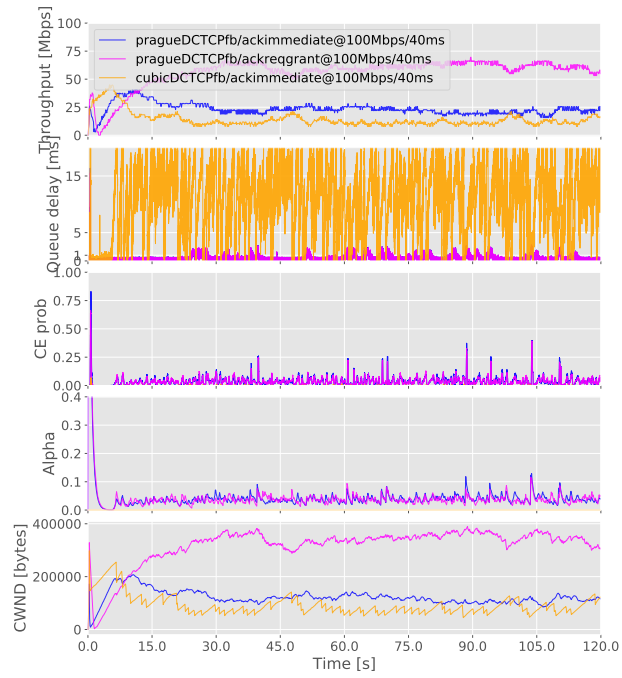 100
75
50
25
0
Throughput [Mbps]
pragueDCTCPfb/ackimmediate@100Mbps/40ms
pragueDCTCPfb/ackreqgrant@100Mbps/40ms
cubicDCTCPfb/ackimmediate@100Mbps/40ms
15
5
1
0
Queue delay [ms]
1.00
0.75
0.50
0.25
0.00
CE prob
0.4
0.3
0.2
0.1
0.0
Alpha
400000
200000
0
CWND [bytes]
0.0 15.0 30.0 45.0 60.0 75.0 90.0 105.0 120.0
Time [s]